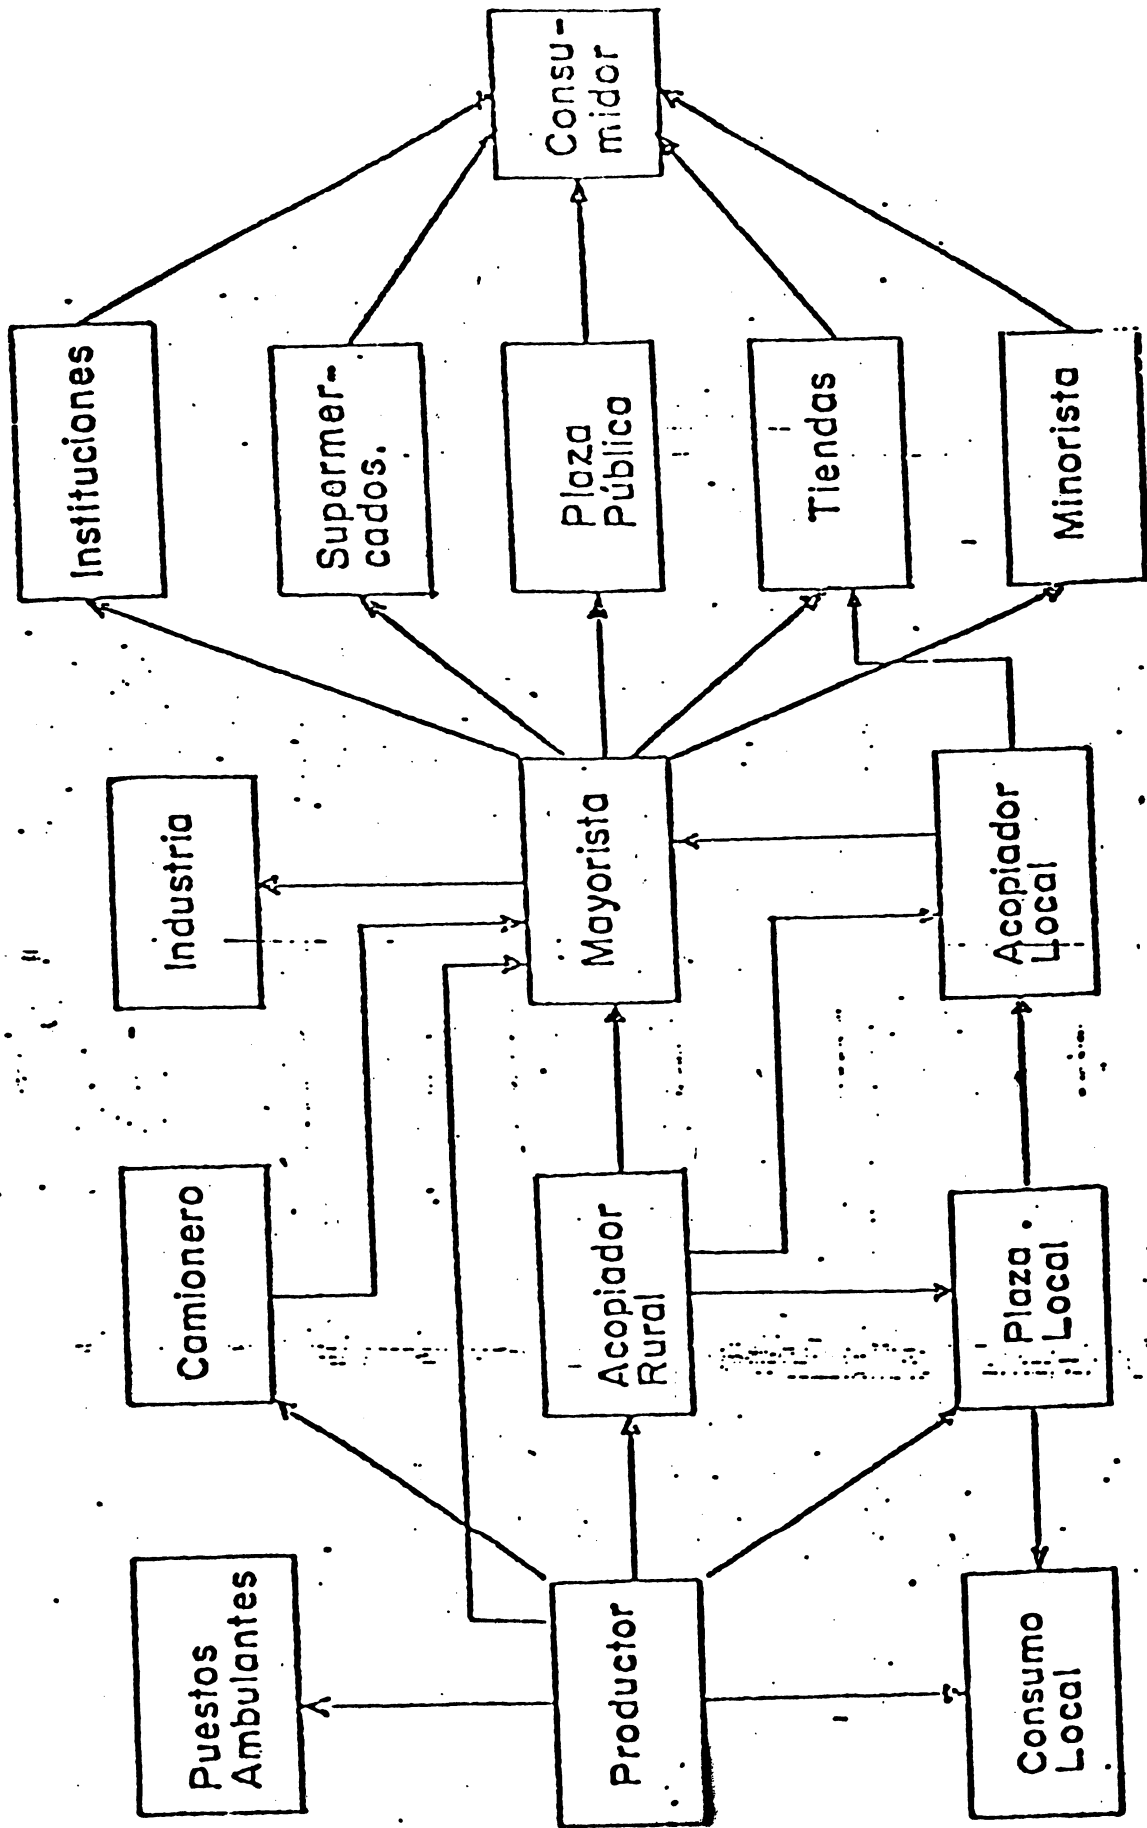 Puestos
Ambulantes
Camionero
Industria
Instituciones
Supermer-
cados.
Productor
Acopiador
Rural
Mayorista
Plaza
Pública
Consu-
midor
Tiendas
Consumo
Local
Plaza
Local
Acopiador
Local
Minorista